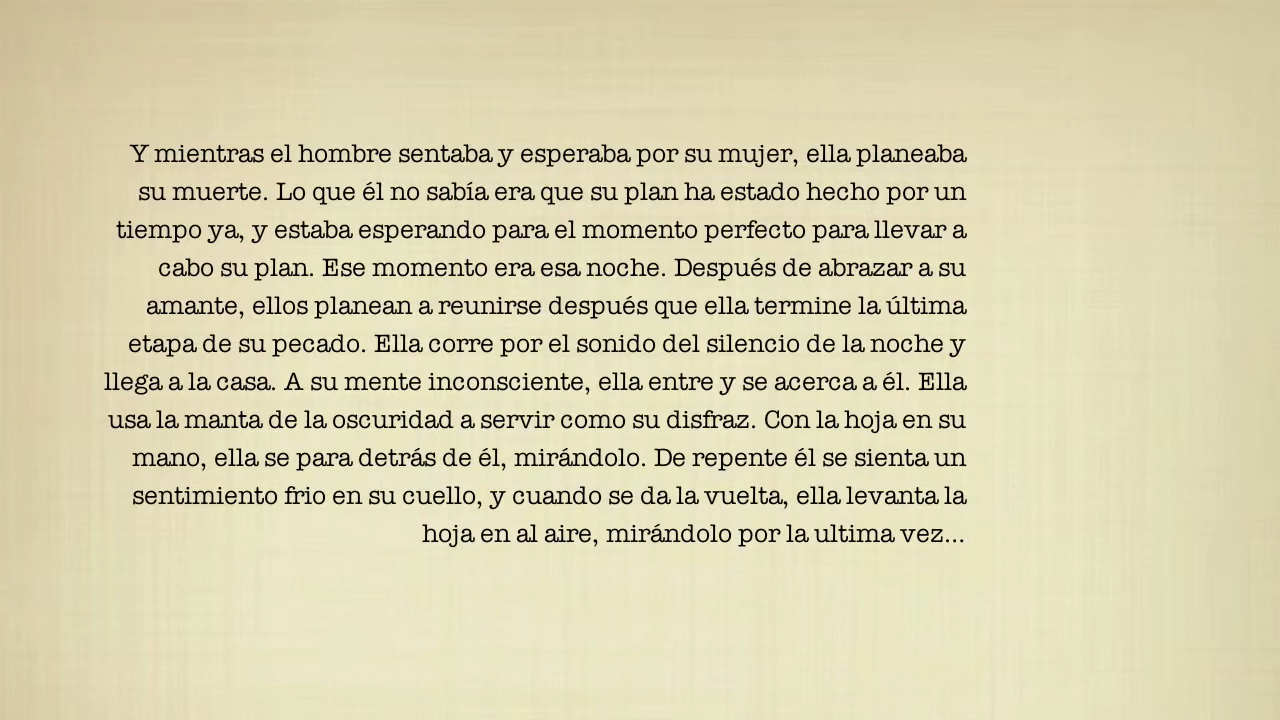 Y mientras el hombre sentaba y esperaba por su mujer, ella planeaba
su muerte. Lo que él no sabía era que su plan ha estado hecho por un
tiempo ya, y estaba esperando para el momento perfecto para llevar a
cabo su plan. Ese momento era esa noche. Después de abrazar a su
amante, ellos planean a reunirse después que ella termine la última
etapa de su pecado. Ella corre por el sonido del silencio de la noche y
llega a la casa. A su mente inconsciente, ella entre y se acerca a él. Ella
usa la manta de la oscuridad a servir como su disfraz. Con la hoja en su
mano, ella se para detrás de él, mirándolo. De repente él se sienta un
sentimiento frio en su cuello, y cuando se da la vuelta, ella levanta la
hoja en al aire, mirándolo por la ultima vez...